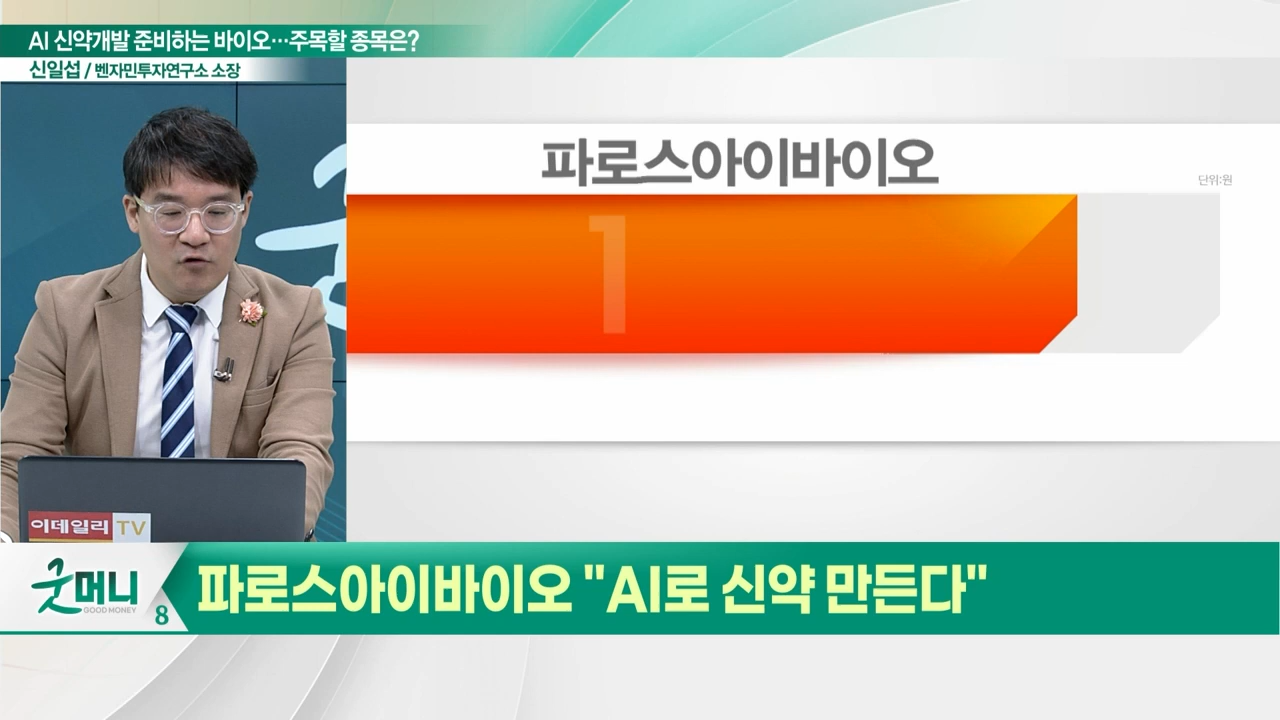 AI 신약개발 준비하는 바이오…주목할 종목은?
신일섭 / 벤자민투자연구소 소장
파로스아이바이오
단위:원
1
이데일리 TV
굿머니
GOOD MONEY
8
파로스아이바이오 "AI로 신약 만든다"